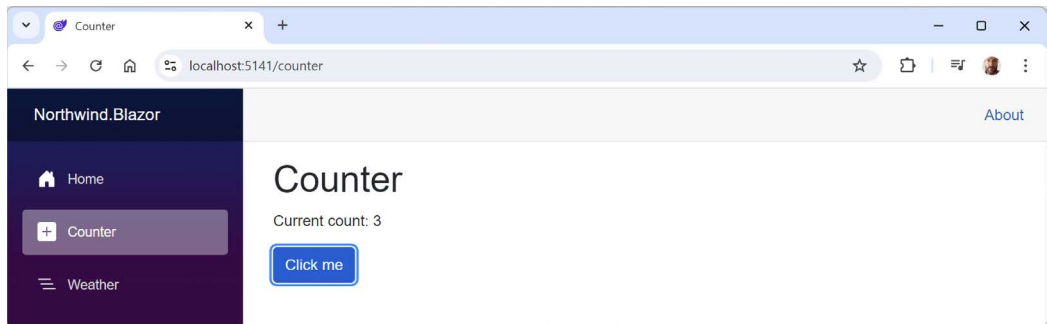 Counter
localhost:5141/counter
Northwind.Blazor
About
Home
Counter
Weather
Counter
Current count: 3
Click me